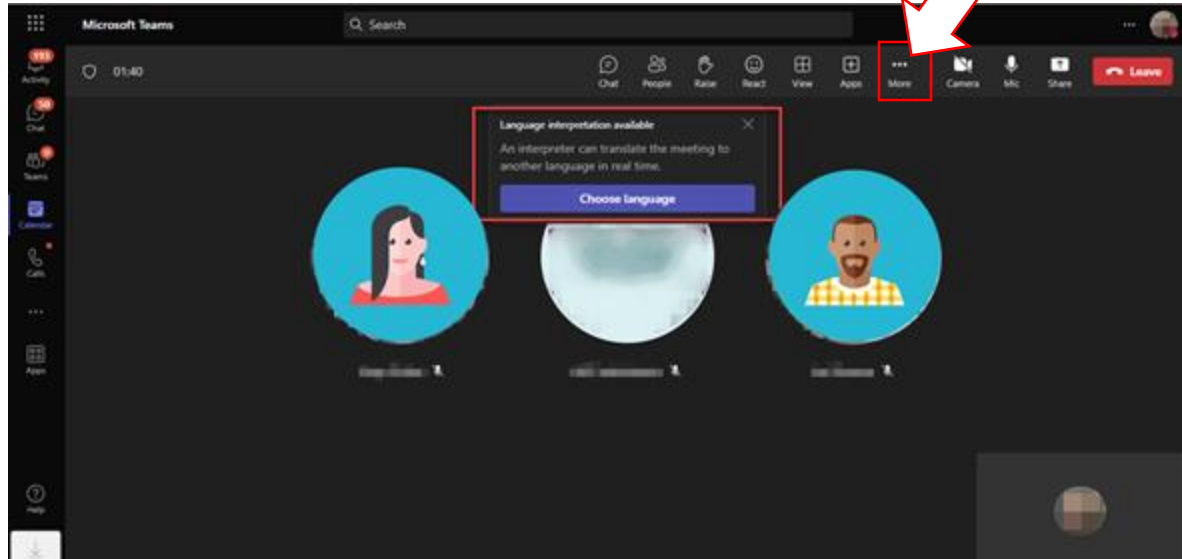 Microsoft Teams
Search
193
Activity
50
Chat
Teams
Calendar
Calls
Apps
Help
01:40
Chat
People
Raise
React
View
Apps
More
Camera
Mic
Share
Leave
Language interpretation available
An interpreter can translate the meeting to
another language in real time.
Choose language